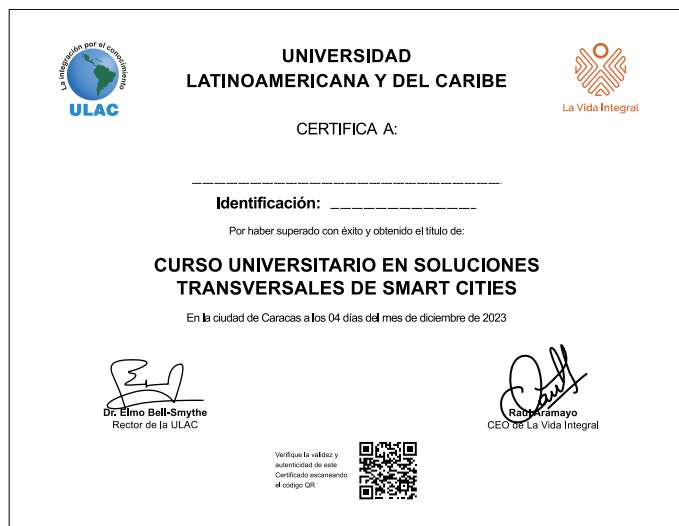 La integración por el conocimiento
ULAC
UNIVERSIDAD
LATINOAMERICANA Y DEL CARIBE
La Vida Integral
CERTIFICA A:
Identificación:
Por haber superado con éxito y obtenido el título de:
CURSO UNIVERSITARIO EN SOLUCIONES
TRANSVERSALES DE SMART CITIES
En la ciudad de Caracas a los 04 días del mes de diciembre de 2023
Dr. Elmo Bell-Smythe
Rector de la ULAC
Raúl Aramayo
CEO de La Vida Integral
Verifique la validez y
autenticidad de este
Certificado escaneando
el código QR